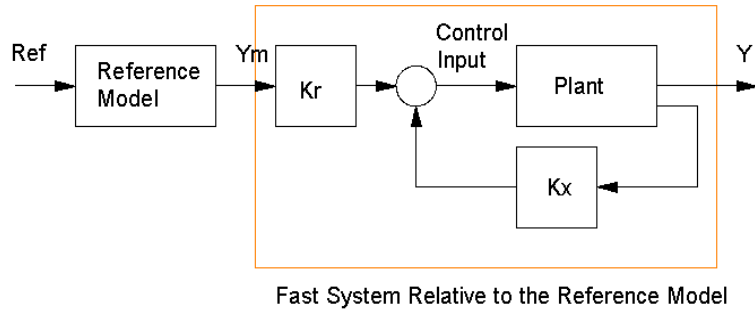 Ref
Reference
Model
Ym
Kr
Control
Input
Plant
Y
Kx
Fast System Relative to the Reference Model